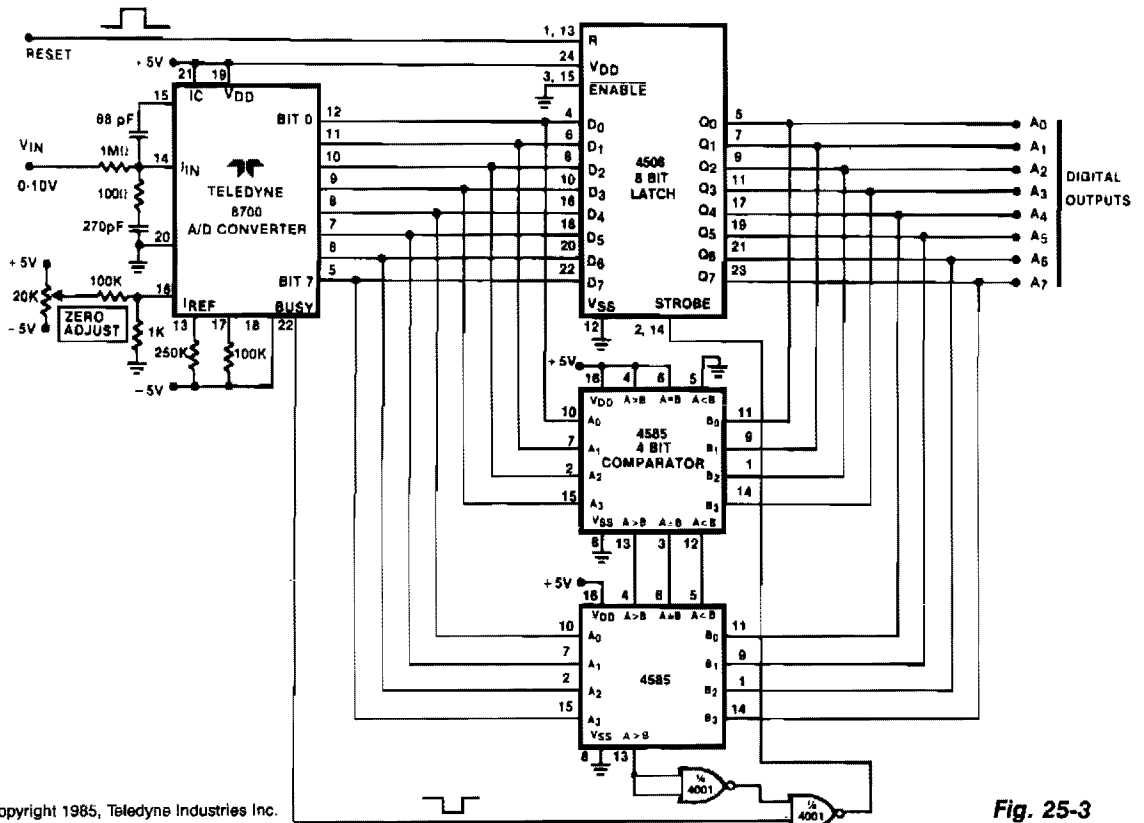 RESET
+5V
21
19
IC
VDD
15
68 pF
VIN
1MΩ
14
IIN
0-10V
100Ω
270pF
20
TELEDYNE
8700
A/D CONVERTER
BIT 0
12
11
10
9
8
7
6
5
BIT 7
BUSY
+5V
100K
16
IREF
20K
ZERO
ADJUST
-5V
1K
13
17
18
22
250K
100K
-5V
1, 13
R
24
VDD
3, 15
ENABLE
4
D0
6
D1
8
D2
10
D3
16
D4
18
D5
20
D6
22
D7
4508
8 BIT
LATCH
Q0
5
Q1
7
Q2
9
Q3
11
Q4
17
Q5
19
Q6
21
Q7
23
VSS
STROBE
12
2, 14
A0
A1
A2
A3
A4
A5
A6
A7
DIGITAL
OUTPUTS
+5V
16
4
6
5
VDD
A>B
A=B
A<B
10
A0
7
A1
2
A2
15
A3
4585
4 BIT
COMPARATOR
B0
11
B1
9
B2
1
B3
14
VSS
A>B
A=B
A<B
8
13
3
12
+5V
16
4
6
5
VDD
A>B
A=B
A<B
10
A0
7
A1
2
A2
15
A3
4585
B0
11
B1
9
B2
1
B3
14
VSS
A>B
8
13
¼
4001
¼
4001
opyright 1985, Teledyne Industries Inc.
Fig. 25-3